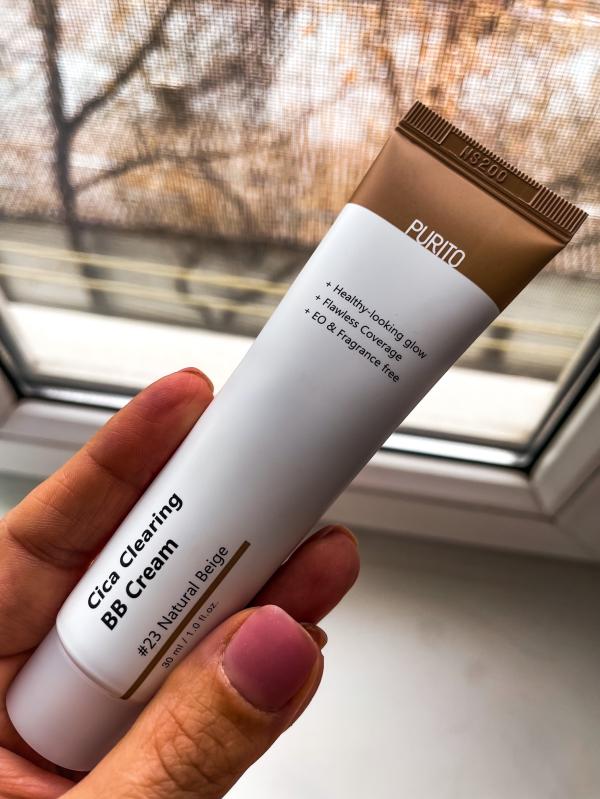 PURITO
+ Healthy-looking glow
+ Flawless Coverage
+ EO & Fragrance free
Cica Clearing
BB Cream
#23 Natural Beige
30 ml / 1.0 fl.oz.